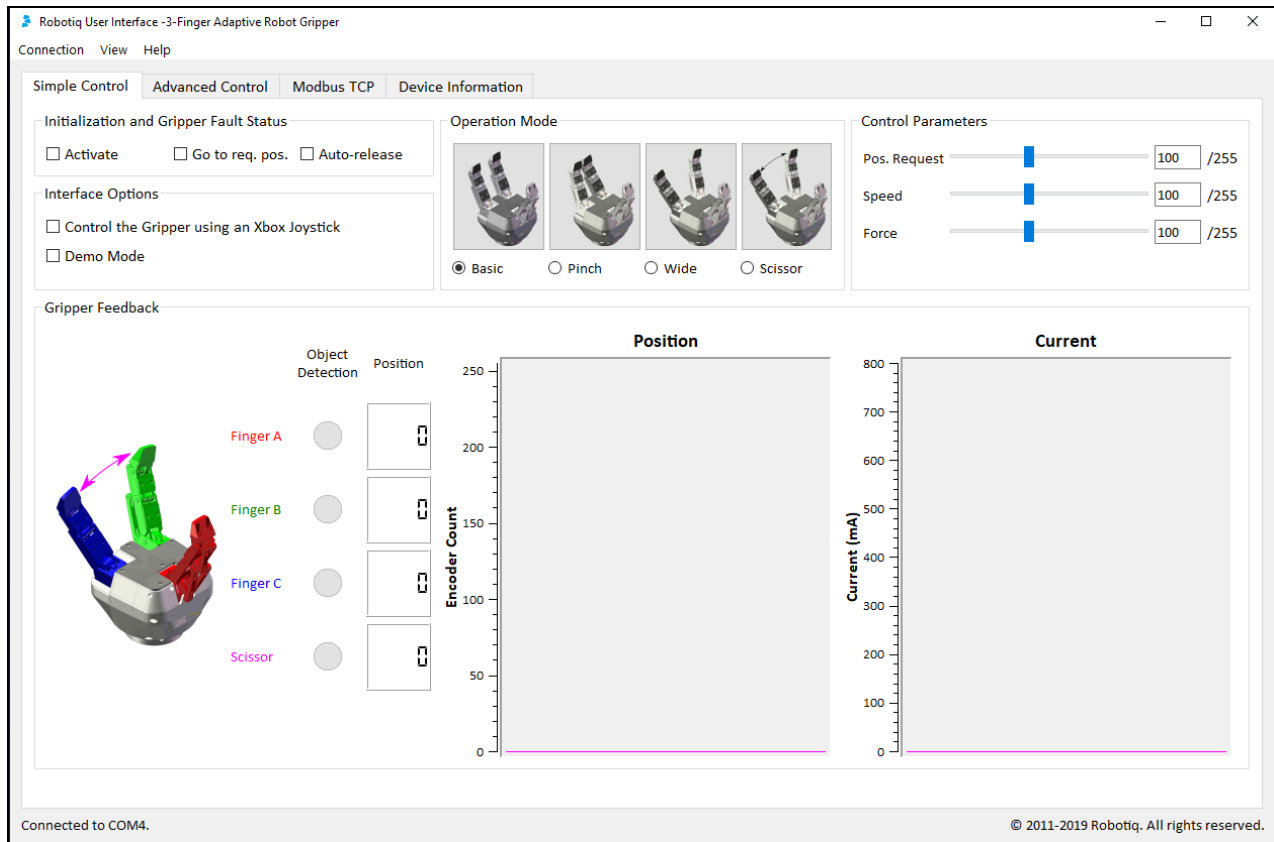 Robotiq User Interface -3-Finger Adaptive Robot Gripper
Connection View Help
Simple Control Advanced Control Modbus TCP Device Information
Initialization and Gripper Fault Status
Activate Go to req. pos. Auto-release
Interface Options
Control the Gripper using an Xbox Joystick
Demo Mode
Operation Mode
Basic Pinch Wide Scissor
Control Parameters
Pos. Request 100 /255
Speed 100 /255
Force 100 /255
Gripper Feedback
Object
Detection
Position
Finger A 0
Finger B 0
Finger C 0
Scissor 0
Position
Encoder Count
250
200
150
100
50
0
Current
Current (mA)
800
700
600
500
400
300
200
100
0
Connected to COM4.
© 2011-2019 Robotiq. All rights reserved.